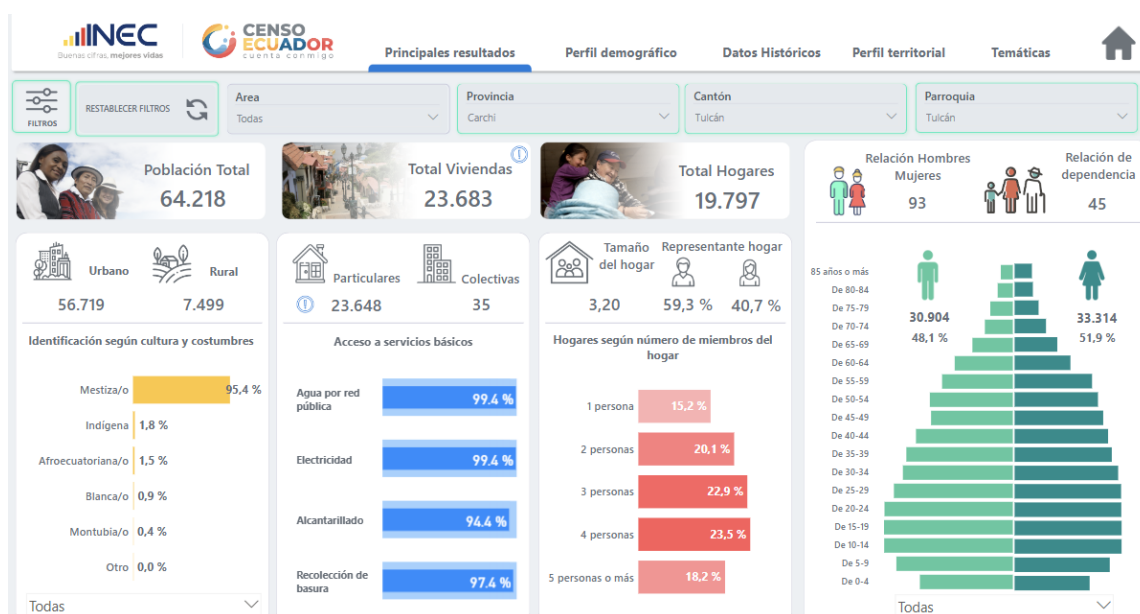 INEC
Buenas cifras, mejores vidas
CENSO
ECUADOR
cuenta conmigo
Principales resultados
Perfil demográfico
Datos Históricos
Perfil territorial
Temáticas
FILTROS
RESTABLECER FILTROS
Area
Todas
Provincia
Carchi
Cantón
Tulcán
Parroquia
Tulcán
Población Total
64.218
Total Viviendas
23.683
Total Hogares
19.797
Relación Hombres
Mujeres
93
Relación de
dependencia
45
Urbano
56.719
Rural
7.499
Particulares
23.648
Colectivas
35
Tamaño
del hogar
3,20
Representante hogar
59,3 %
40,7 %
Identificación según cultura y costumbres
Mestiza/o 95,4 %
Indígena 1,8 %
Afroecuatoriana/o 1,5 %
Blanca/o 0,9 %
Montubia/o 0,4 %
Otro 0,0 %
Todas
Acceso a servicios básicos
Agua por red
pública
99.4 %
Electricidad 99.4 %
Alcantarillado 94.4 %
Recolección de
basura
97.4 %
Hogares según número de miembros del
hogar
1 persona 15,2 %
2 personas 20,1 %
3 personas 22,9 %
4 personas 23,5 %
5 personas o más 18,2 %
30.904
48,1 %
33.314
51,9 %
85 años o más
De 80-84
De 75-79
De 70-74
De 65-69
De 60-64
De 55-59
De 50-54
De 45-49
De 40-44
De 35-39
De 30-34
De 25-29
De 20-24
De 15-19
De 10-14
De 5-9
De 0-4
Todas